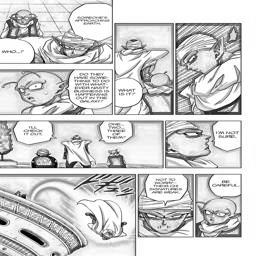 WHAT
IS IT?
SOMEONE'S
APPROACHING
EARTH.
WHO...?
DO THEY
HAVE SOME-
THING TO
DO WITH
WHAT-
EVER NASTY
BUSINESS IS
HAPPENING
OUT IN THE
GALAXY?
I'M NOT
SURE.
ONE...
TWO...
THREE
OF
THEM?
I'LL
CHECK
IT OUT.
BE
CAREFUL.
NOT TO
WORRY.
THEIR CHI
SIGNATURES
ARE WEAK.